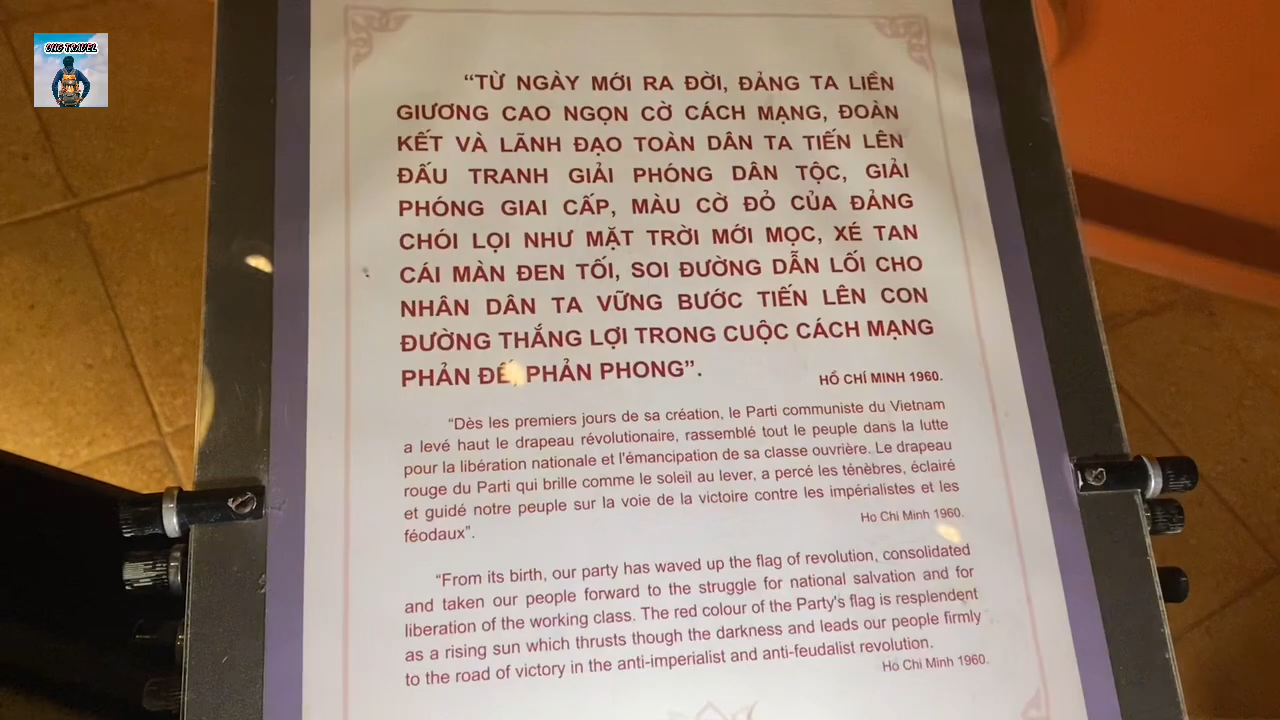 ONG TRAVEL
“TỪ NGÀY MỚI RA ĐỜI, ĐẢNG TA LIỀN
GIƯƠNG CAO NGỌN CỜ CÁCH MẠNG, ĐOÀN
KẾT VÀ LÃNH ĐẠO TOÀN DÂN TA TIẾN LÊN
ĐẤU TRANH GIẢI PHÓNG DÂN TỘC, GIẢI
PHÓNG GIAI CẤP, MÀU CỜ ĐỎ CỦA ĐẢNG
CHÓI LỌI NHƯ MẶT TRỜI MỚI MỌC, XÉ TAN
CÁI MÀN ĐEN TỐI, SOI ĐƯỜNG DẪN LỐI CHO
NHÂN DÂN TA VỮNG BƯỚC TIẾN LÊN CON
ĐƯỜNG THẮNG LỢI TRONG CUỘC CÁCH MẠNG
PHẢN ĐẾ, PHẢN PHONG”.
HỒ CHÍ MINH 1960.
“Dès les premiers jours de sa création, le Parti communiste du Vietnam
a levé haut le drapeau révolutionaire, rassemblé tout le peuple dans la lutte
pour la libération nationale et l'émancipation de sa classe ouvrière. Le drapeau
rouge du Parti qui brille comme le soleil au lever, a percé les ténèbres, éclairé
et guidé notre peuple sur la voie de la victoire contre les impérialistes et les
féodaux”.
Ho Chi Minh 1960.
“From its birth, our party has waved up the flag of revolution, consolidated
and taken our people forward to the struggle for national salvation and for
liberation of the working class. The red colour of the Party's flag is resplendent
as a rising sun which thrusts though the darkness and leads our people firmly
to the road of victory in the anti-imperialist and anti-feudalist revolution.
Ho Chi Minh 1960.